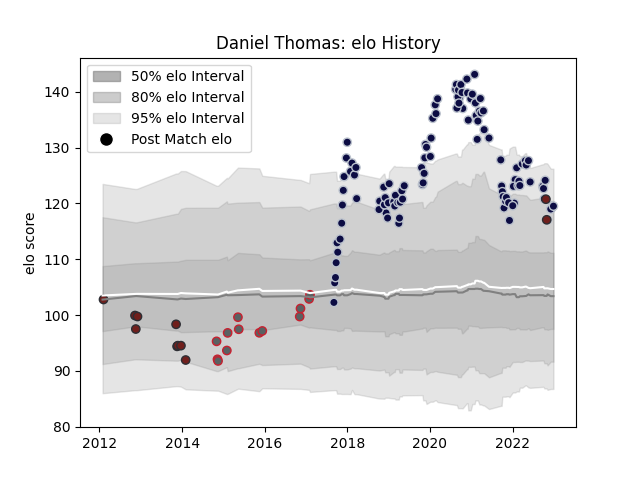 Daniel Thomas: elo History
50% elo Interval
80% elo Interval
95% elo Interval
Post Match elo
elo score
140
130
120
110
100
90
80
2012 2014 2016 2018 2020 2022